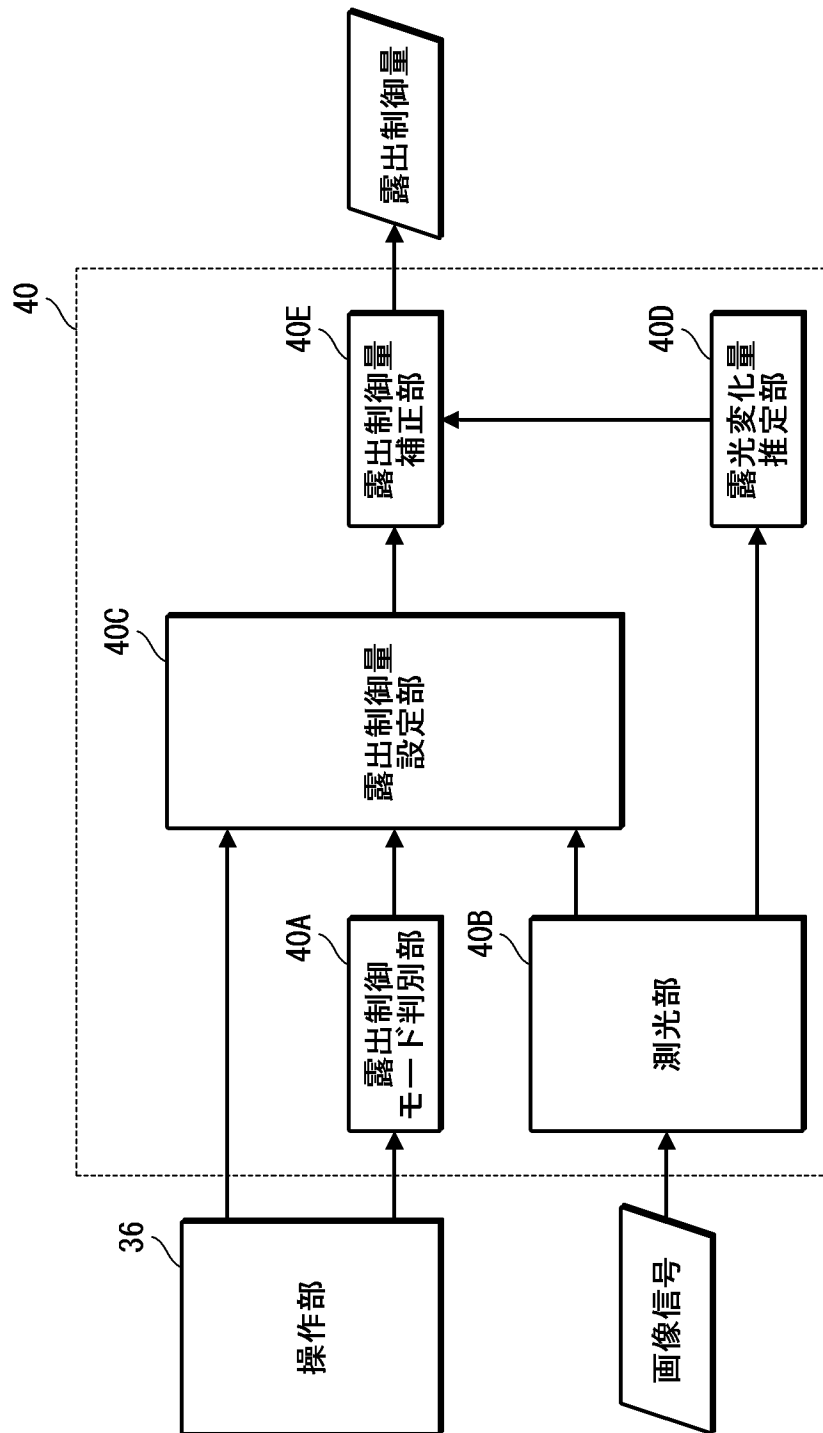 40
36
操作部
40A
露出制御
モード判別部
40C
露出制御量
設定部
40E
露出制御量
補正部
露出制御量
画像信号
40B
測光部
40D
露光変化量
推定部